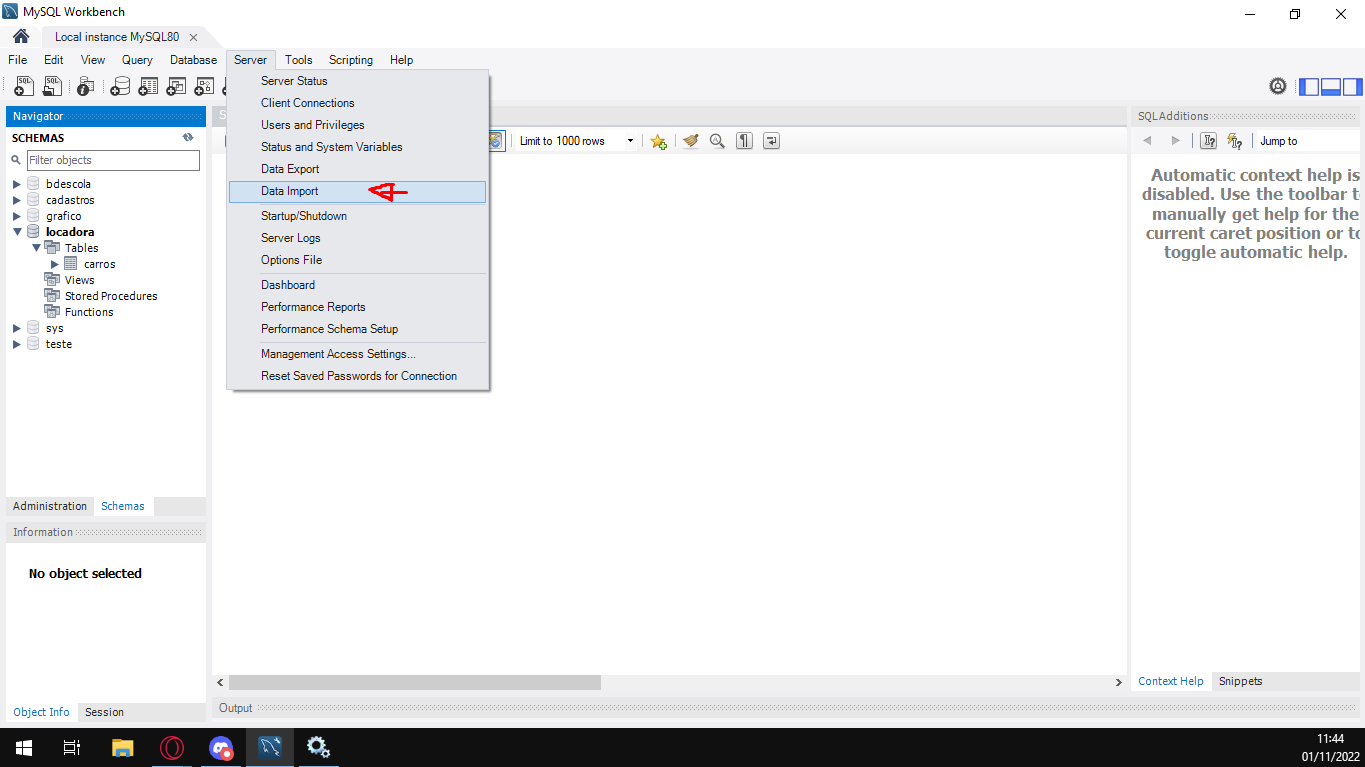 MySQL Workbench
Local instance MySQL80
File Edit View Query Database Server Tools Scripting Help
Server Status
Client Connections
Users and Privileges
Status and System Variables
Data Export
Data Import
Startup/Shutdown
Server Logs
Options File
Dashboard
Performance Reports
Performance Schema Setup
Management Access Settings...
Reset Saved Passwords for Connection
Navigator
SCHEMAS
Filter objects
bdescola
cadastros
grafico
locadora
Tables
carros
Views
Stored Procedures
Functions
sys
teste
Administration Schemas
Information
No object selected
Object Info Session
Limit to 1000 rows
Output
SQLAdditions
Jump to
Automatic context help is
disabled. Use the toolbar t
manually get help for the
current caret position or to
toggle automatic help.
Context Help Snippets
11:44
01/11/2022